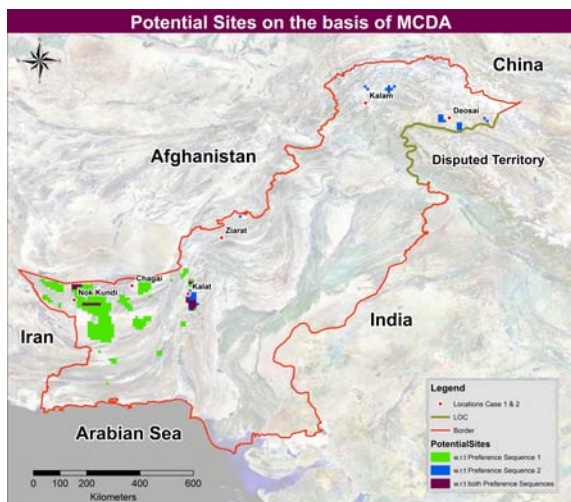 Potential Sites on the basis of MCDA
China
Kalam
Deosai
Afghanistan
Disputed Territory
Ziarat
Chagai
Nok Kundi
Kalat
India
Iran
Legend
Locations Case 1 & 2
LOC
Border
Arabian Sea
PotentialSites
w.r.t Preference Sequence 1
w.r.t Preference Sequence 2
w.r.t both Preference Sequences
0 100 200 400 600
Kilometers